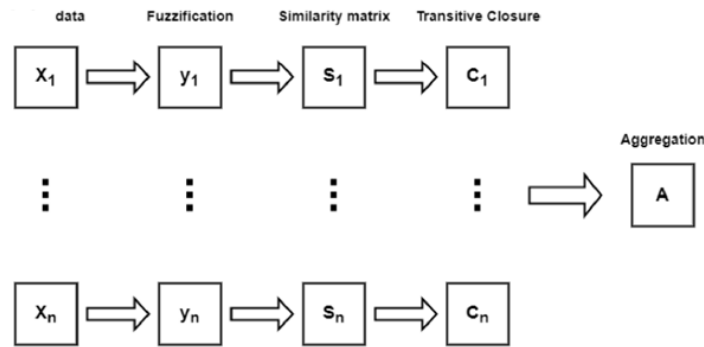 data Fuzzification Similarity matrix Transitive Closure
X1 y1 S1 C1
Aggregation
A
Xn yn Sn Cn